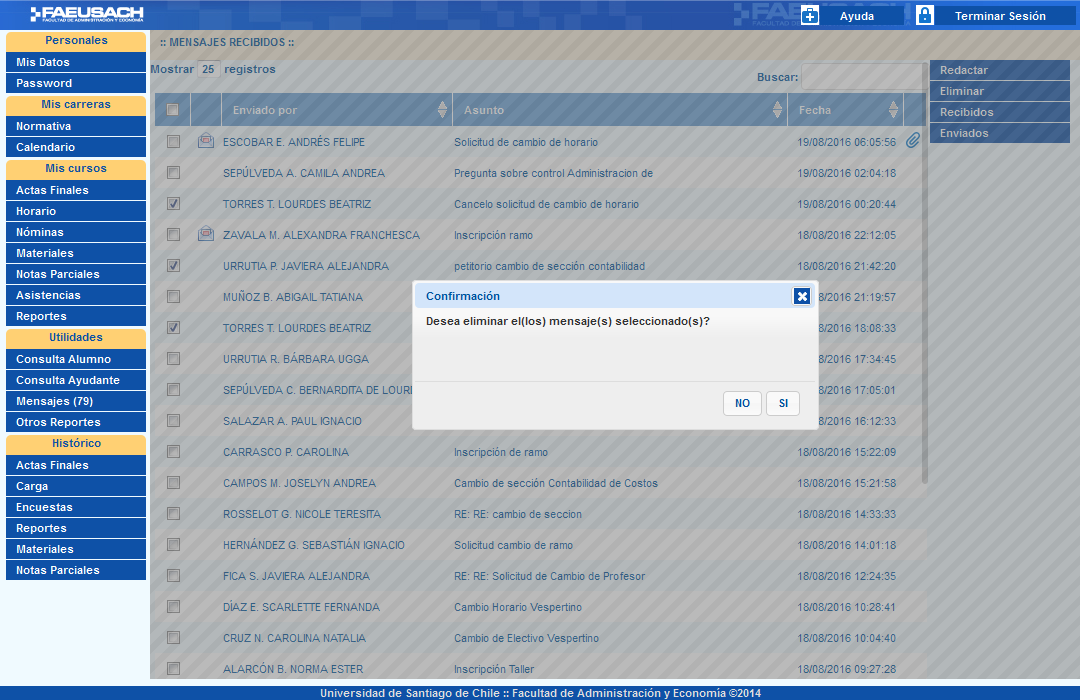 FAEUSACH
FACULTAD DE ADMINISTRACIÓN Y ECONOMÍA
Ayuda
Terminar Sesión
Personales
Mis Datos
Password
Mis carreras
Normativa
Calendario
Mis cursos
Actas Finales
Horario
Nóminas
Materiales
Notas Parciales
Asistencias
Reportes
Utilidades
Consulta Alumno
Consulta Ayudante
Mensajes (79)
Otros Reportes
Histórico
Actas Finales
Carga
Encuestas
Reportes
Materiales
Notas Parciales
:: MENSAJES RECIBIDOS ::
Mostrar 25 registros
Buscar:
Redactar
Eliminar
Recibidos
Enviados
Enviado por Asunto Fecha
ESCOBAR E. ANDRÉS FELIPE Solicitud de cambio de horario 19/08/2016 06:05:56
SEPÚLVEDA A. CAMILA ANDREA Pregunta sobre control Administracion de 19/08/2016 02:04:18
TORRES T. LOURDES BEATRIZ Cancelo solicitud de cambio de horario 19/08/2016 00:20:44
ZAVALA M. ALEXANDRA FRANCHESCA Inscripción ramo 18/08/2016 22:12:05
URRUTIA P. JAVIERA ALEJANDRA petitorio cambio de sección contabilidad 18/08/2016 21:42:20
MUÑOZ B. ABIGAIL TATIANA 8/2016 21:19:57
TORRES T. LOURDES BEATRIZ 8/2016 18:08:33
URRUTIA R. BÁRBARA UGGA 8/2016 17:34:45
SEPÚLVEDA C. BERNARDITA DE LOUR 8/2016 17:05:01
SALAZAR A. PAUL IGNACIO 8/2016 16:12:33
Confirmación
Desea eliminar el(los) mensaje(s) seleccionado(s)?
NO SI
CARRASCO P. CAROLINA Inscripción de ramo 18/08/2016 15:22:09
CAMPOS M. JOSELYN ANDREA Cambio de sección Contabilidad de Costos 18/08/2016 15:21:58
ROSSELOT G. NICOLE TERESITA RE: RE: cambio de seccion 18/08/2016 14:33:33
HERNÁNDEZ G. SEBASTIÁN IGNACIO Solicitud cambio de ramo 18/08/2016 14:01:18
FICA S. JAVIERA ALEJANDRA RE: RE: Solicitud de Cambio de Profesor 18/08/2016 12:24:35
DÍAZ E. SCARLETTE FERNANDA Cambio Horario Vespertino 18/08/2016 10:28:41
CRUZ N. CAROLINA NATALIA Cambio de Electivo Vespertino 18/08/2016 10:04:40
ALARCÓN B. NORMA ESTER Inscripción Taller 18/08/2016 09:27:28
Universidad de Santiago de Chile :: Facultad de Administración y Economía ©2014